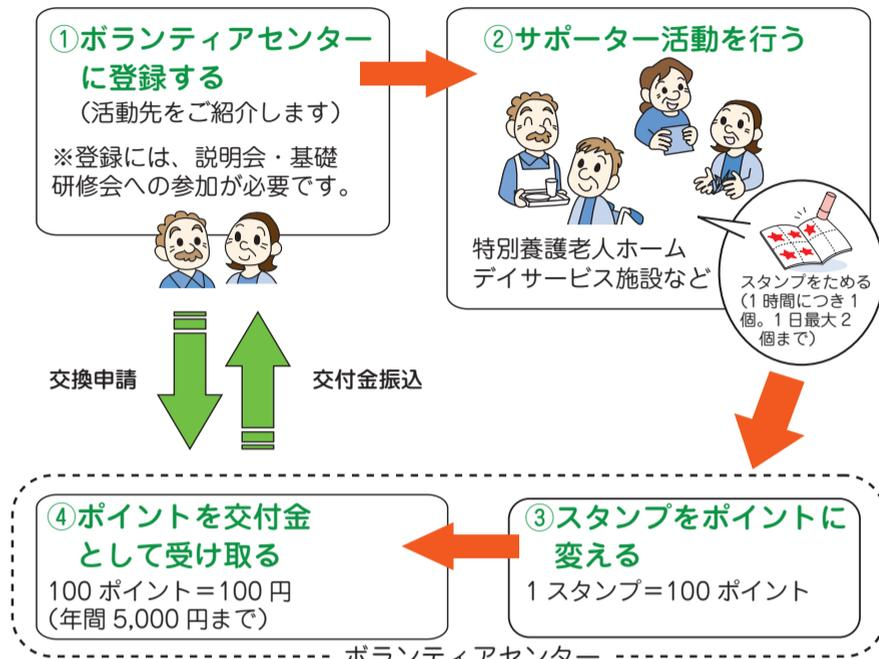 ①ボランティアセンター
に登録する
(活動先をご紹介します)
※登録には、説明会・基礎
研修会への参加が必要です。
②サポーター活動を行う
特別養護老人ホーム
デイサービス施設など
スタンプをためる
(1時間につき1
個。1日最大2
個まで)
交換申請
交付金振込
③スタンプをポイントに
変える
1スタンプ=100ポイント
④ポイントを交付金
として受け取る
100ポイント=100円
(年間5,000円まで)
ボランティアセンター